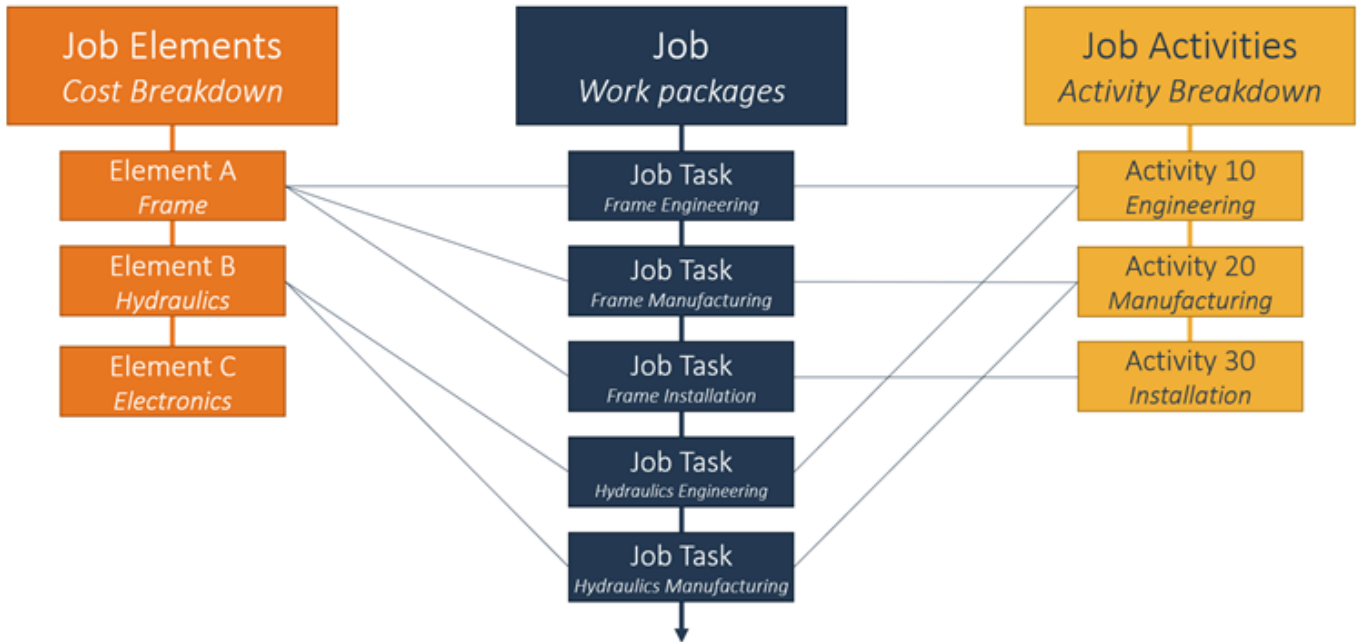 Job Elements
Cost Breakdown
Element A
Frame
Element B
Hydraulics
Element C
Electronics
Job
Work packages
Job Task
Frame Engineering
Job Task
Frame Manufacturing
Job Task
Frame Installation
Job Task
Hydraulics Engineering
Job Task
Hydraulics Manufacturing
Job Activities
Activity Breakdown
Activity 10
Engineering
Activity 20
Manufacturing
Activity 30
Installation